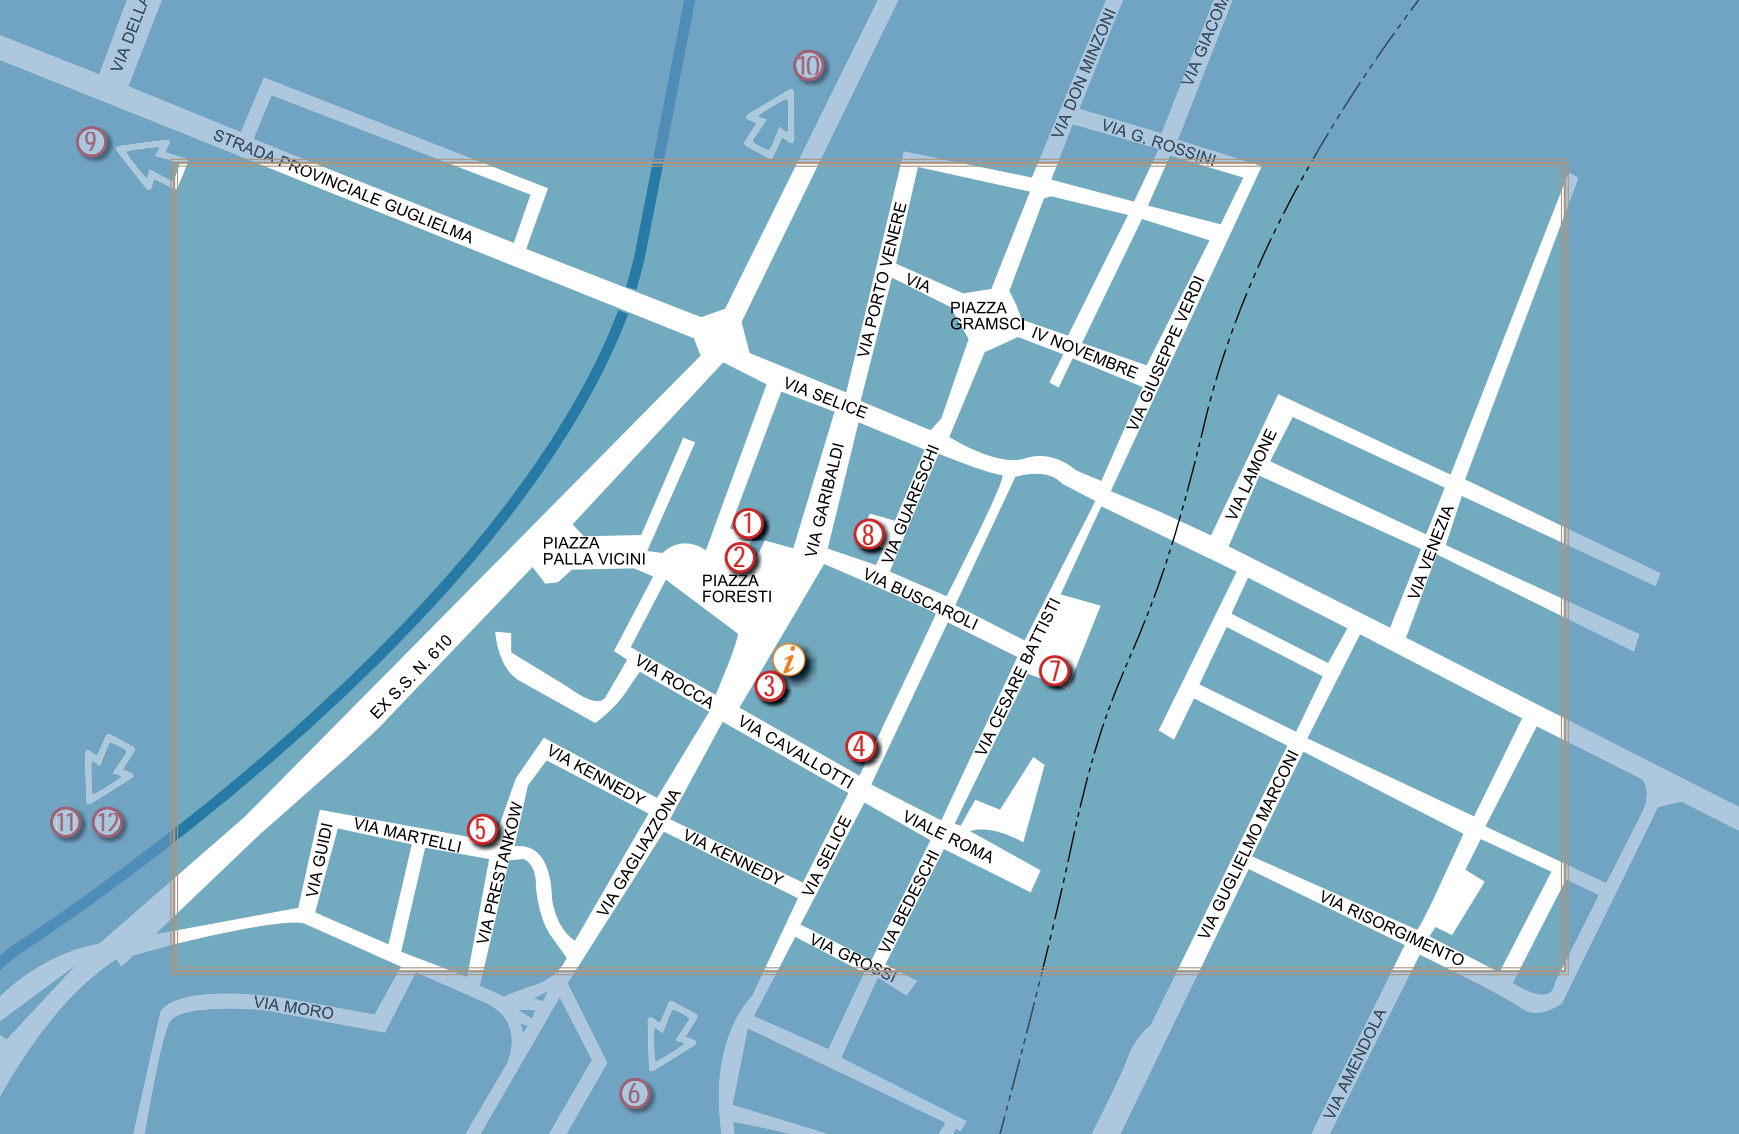 VIA DELLA
10
VIA DON MINZONI
VIA GIACOM
9
STRADA PROVINCIALE GUGLIELMA
VIA G. ROSSINI
VIA PORTO VENERE
VIA
PIAZZA
GRAMSCI
IV NOVEMBRE
VIA GIUSEPPE VERDI
VIA SELICE
VIA GARIBALDI
VIA GUARESCHI
VIA LAMONE
VIA VENEZIA
1
2
8
PIAZZA
PALLA VICINI
PIAZZA
FORESTI
VIA BUSCAROLI
VIA CESARE BATTISTI
7
EX S.S. N. 610
VIA ROCCA
i
3
4
VIA CAVALLOTTI
VIA KENNEDY
VIA GAGLIAZZONA
VIA KENNEDY
VIA SELICE
VIALE ROMA
VIA BEDESCHI
VIA GUGLIELMO MARCONI
11
12
VIA GUIDI
VIA MARTELLI
5
VIA PRESTANKOW
VIA GROSSI
VIA RISORGIMENTO
VIA MORO
6
VIA AMENDOLA